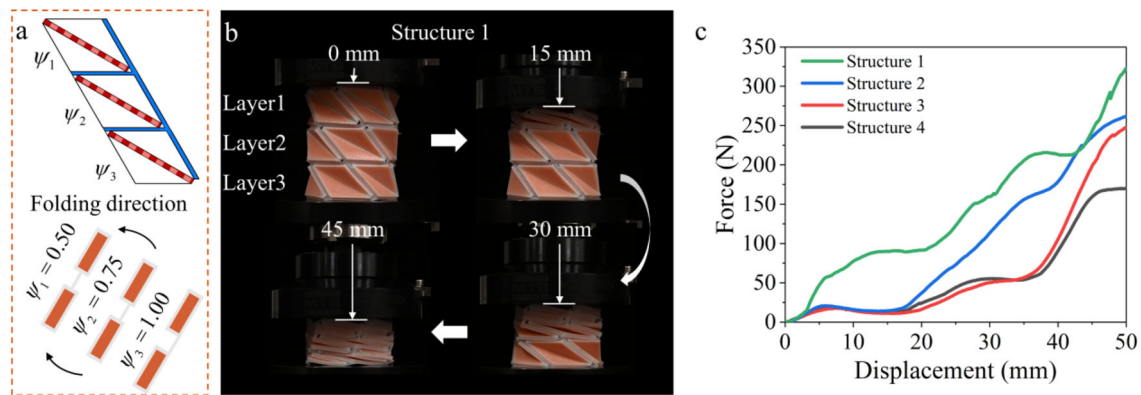 a
ψ1
ψ2
ψ3
Folding direction
ψ1 = 0.50
ψ2 = 0.75
ψ3 = 1.00
b
Structure 1
0 mm
15 mm
Layer1
Layer2
Layer3
45 mm
30 mm
c
350
300
250
200
150
100
50
0
Force (N)
Structure 1
Structure 2
Structure 3
Structure 4
0
10
20
30
40
50
Displacement (mm)